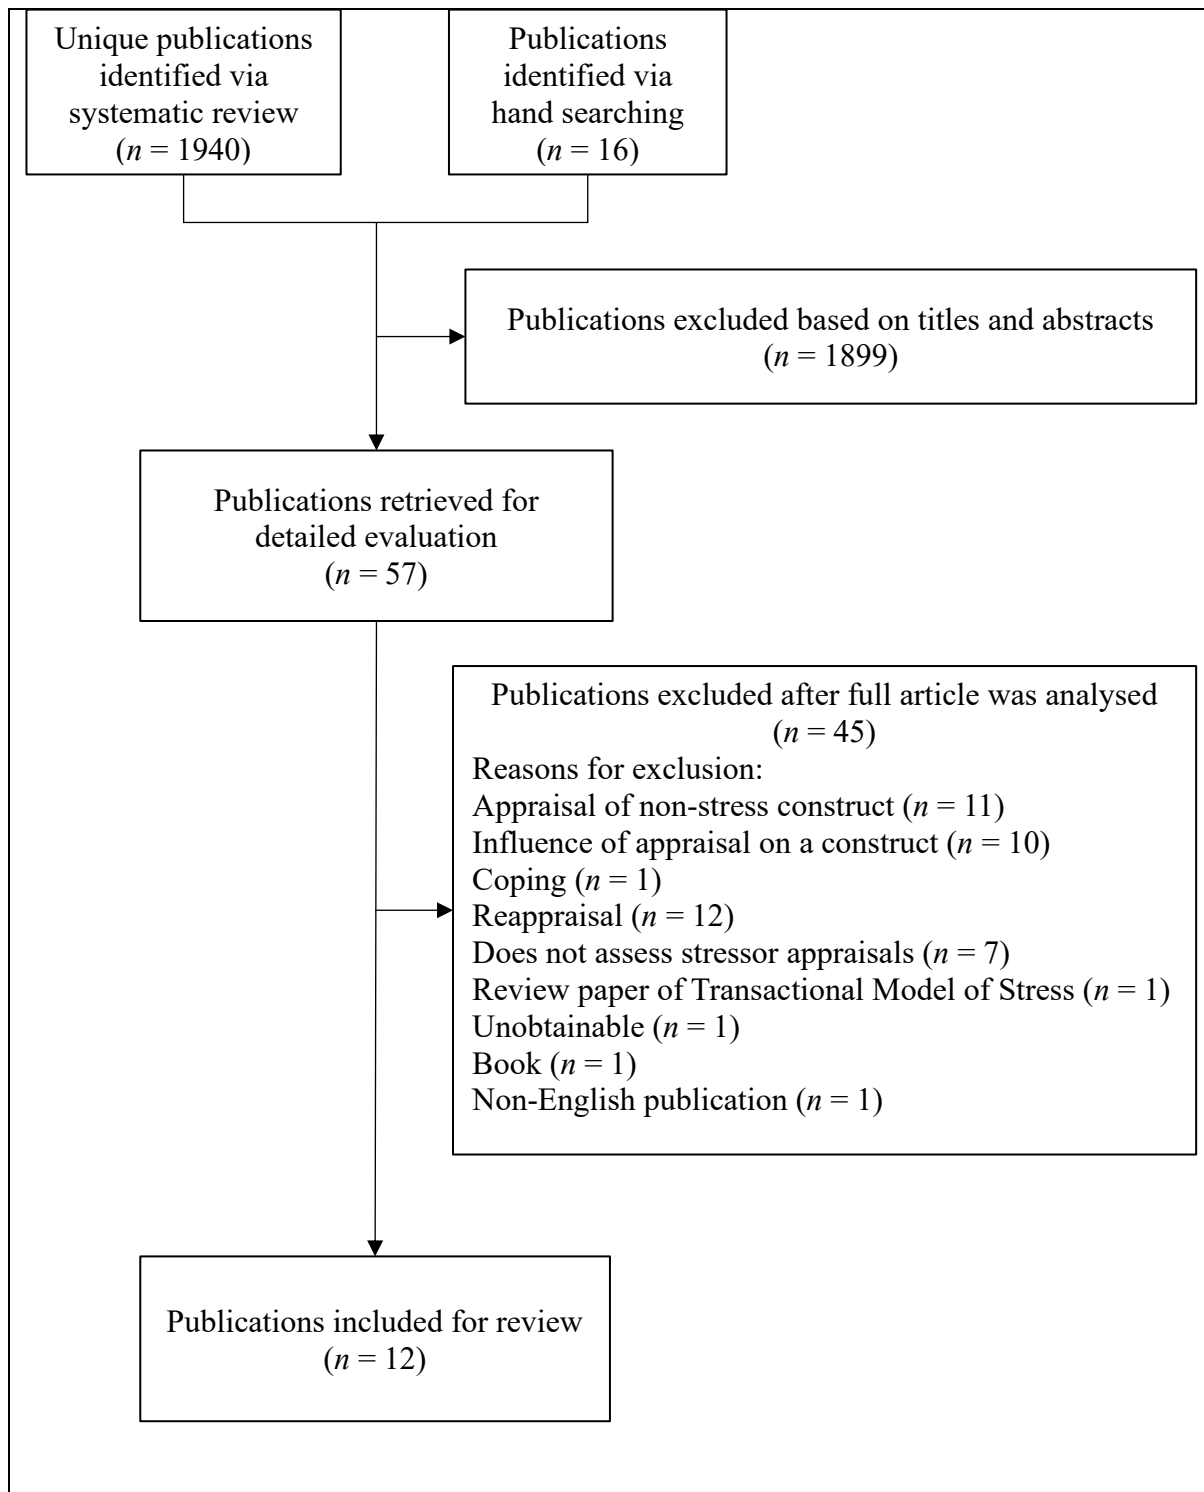 Unique publications
identified via
systematic review
(n = 1940)
Publications
identified via
hand searching
(n = 16)
Publications excluded based on titles and abstracts
(n = 1899)
Publications retrieved for
detailed evaluation
(n = 57)
Publications excluded after full article was analysed
(n = 45)
Reasons for exclusion:
Appraisal of non-stress construct (n = 11)
Influence of appraisal on a construct (n = 10)
Coping (n = 1)
Reappraisal (n = 12)
Does not assess stressor appraisals (n = 7)
Review paper of Transactional Model of Stress (n = 1)
Unobtainable (n = 1)
Book (n = 1)
Non-English publication (n = 1)
Publications included for review
(n = 12)